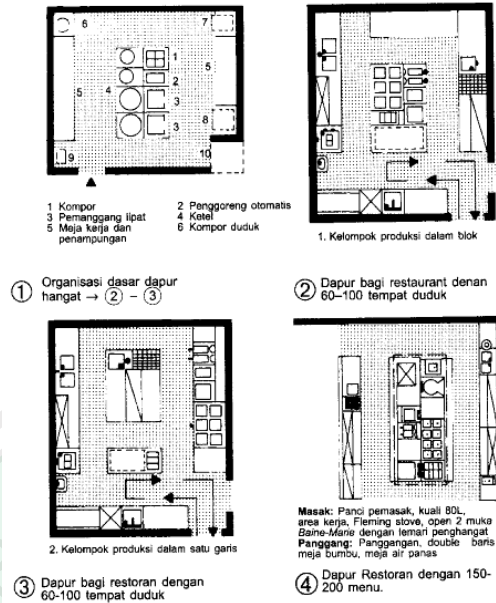 6
7
1
2
5
4
5
3
3
8
9
10
1 Kompor
2 Penggoreng otomatis
3 Pemanggang lipat
4 Ketel
5 Meja kerja dan penampungan
6 Kompor duduk
1 Organisasi dasar dapur
hangat → 2 – 3
1. Kelompok produksi dalam blok
2 Dapur bagi restaurant denan
60–100 tempat duduk
2. Kelompok produksi dalam satu garis
3 Dapur bagi restoran dengan
60-100 tempat duduk
Masak: Panci pemasak, kuali 80L,
area kerja, Fleming stove, open 2 muka
Baine-Marie dengan lemari penghangat
Panggang: Panggangan, double baris
meja bumbu, meja air panas
4 Dapur Restoran dengan 150-
200 menu.